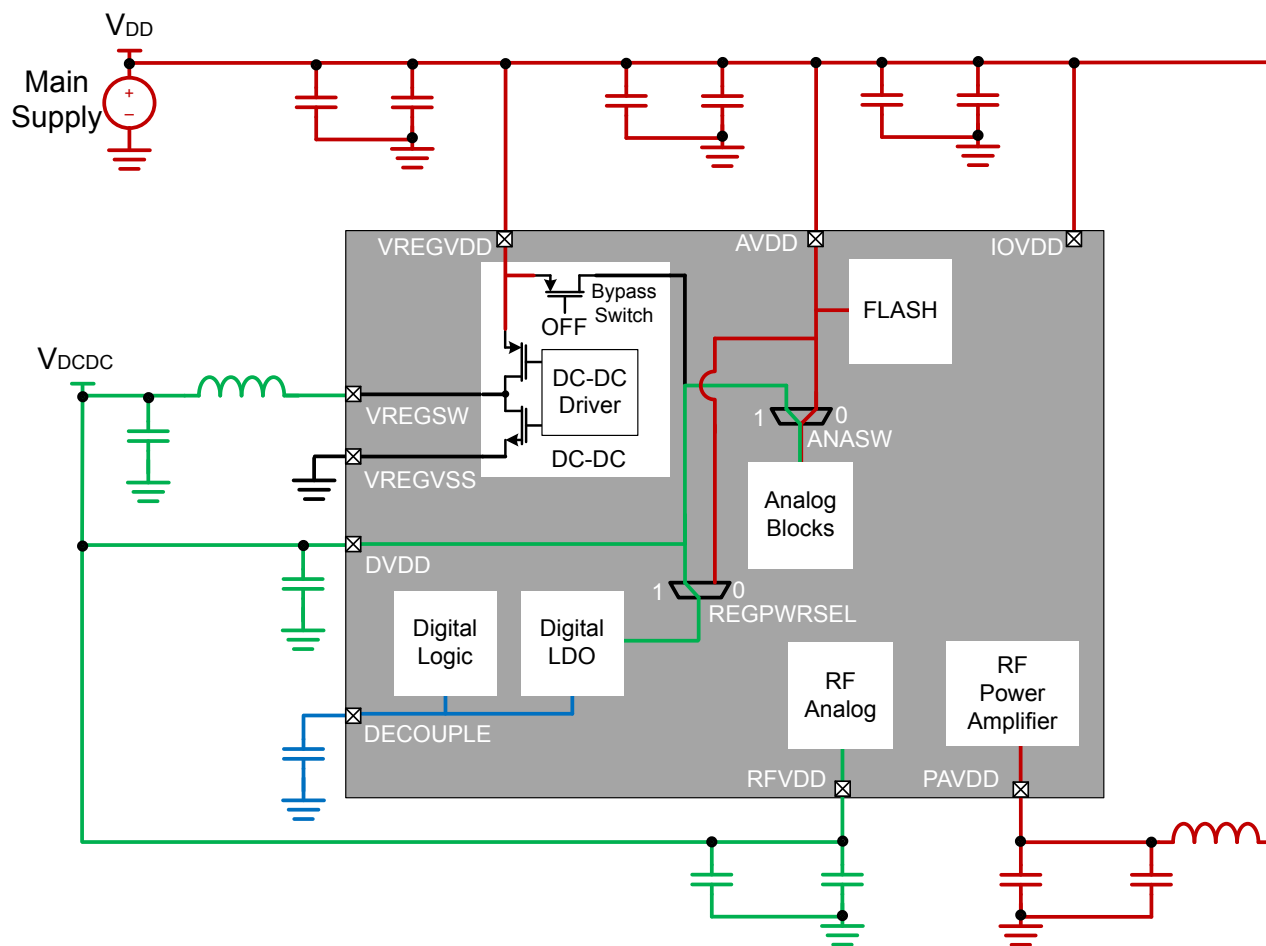 VDD
Main
Supply
+
–
VREGVDD
AVDD
IOVDD
Bypass
Switch
OFF
FLASH
VDCDC
DC-DC
Driver
VREGSW
1
0
ANASW
DC-DC
VREGVSS
Analog
Blocks
DVDD
1
0
REGPWRSEL
Digital
Logic
Digital
LDO
RF
Analog
RF
Power
Amplifier
DECOUPLE
RFVDD
PAVDD